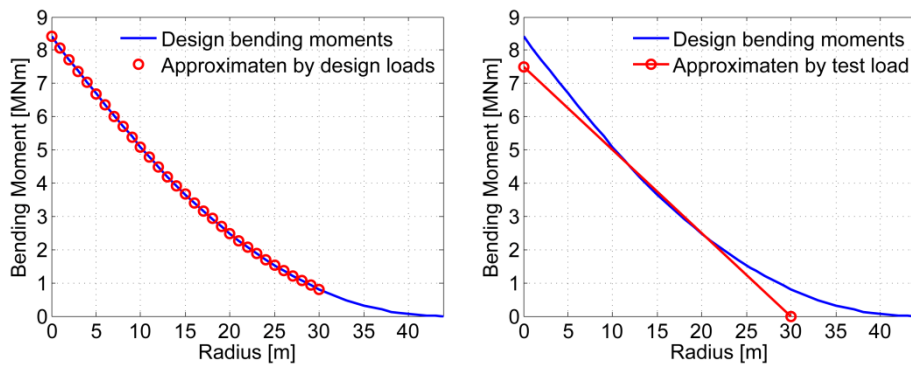 Bending Moment [MNm]
9
8
7
6
5
4
3
2
1
0
Design bending moments
Approximaten by design loads
0 5 10 15 20 25 30 35 40
Radius [m]
Bending Moment [MNm]
9
8
7
6
5
4
3
2
1
0
Design bending moments
Approximaten by test load
0 5 10 15 20 25 30 35 40
Radius [m]